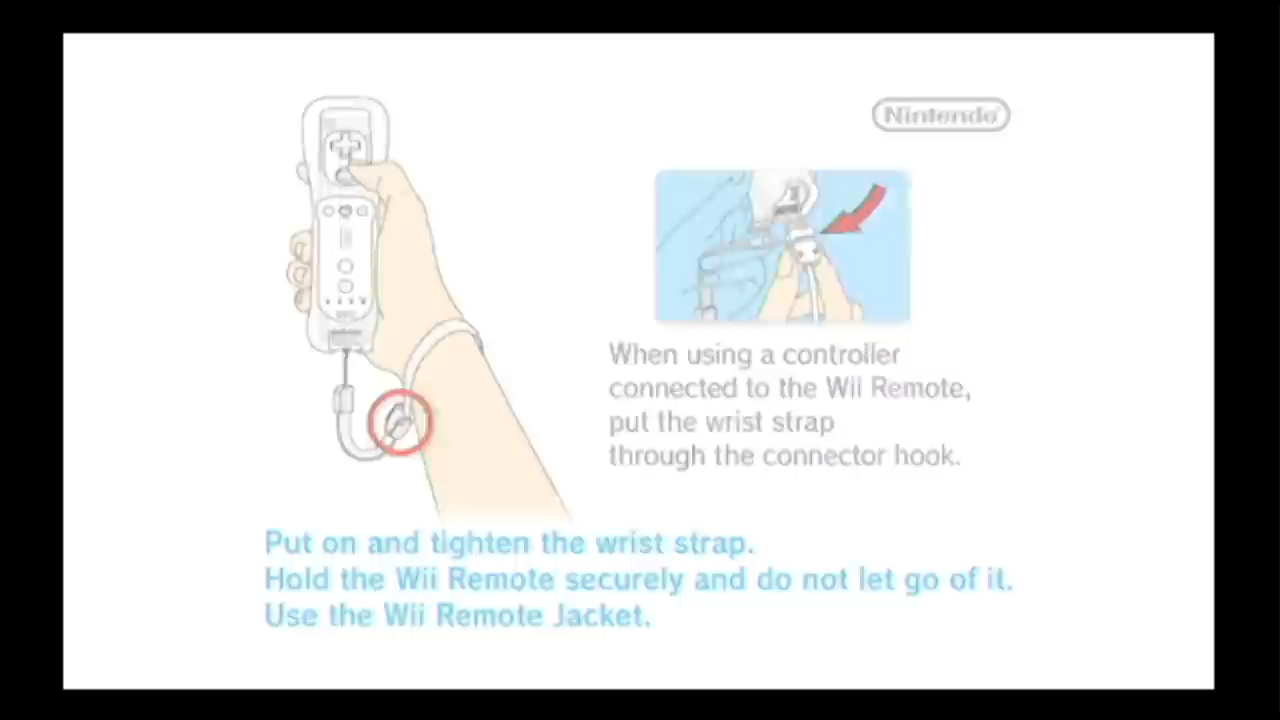 Nintendo
When using a controller
connected to the Wii Remote,
put the wrist strap
through the connector hook.
Put on and tighten the wrist strap.
Hold the Wii Remote securely and do not let go of it.
Use the Wii Remote Jacket.